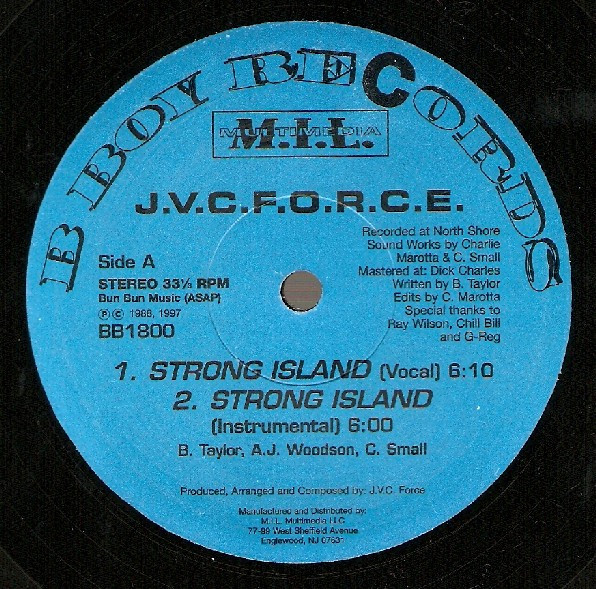 B BOY RECORDS
MULTIMEDIA
M.I.L.
J.V.C.F.O.R.C.E.
Recorded at North Shore
Sound Works by Charlie
Marotta & C. Small
Mastered at: Dick Charles
Written by B. Taylor
Edits by C. Marotta
Special thanks to
Ray Wilson, Chill Bill
and G-Reg
Side A
STEREO 33⅓ RPM
Bun Bun Music (ASAP)
℗ © 1988, 1997
BB1800
1. STRONG ISLAND (Vocal) 6:10
2. STRONG ISLAND
(Instrumental) 6:00
B. Taylor, A.J. Woodson, C. Small
Produced, Arranged and Composed by: J.V.C. Force
Manufactured and Distributed by:
M.I.L. Multimedia LLC
77-89 West Sheffield Avenue
Englewood, NJ 07631